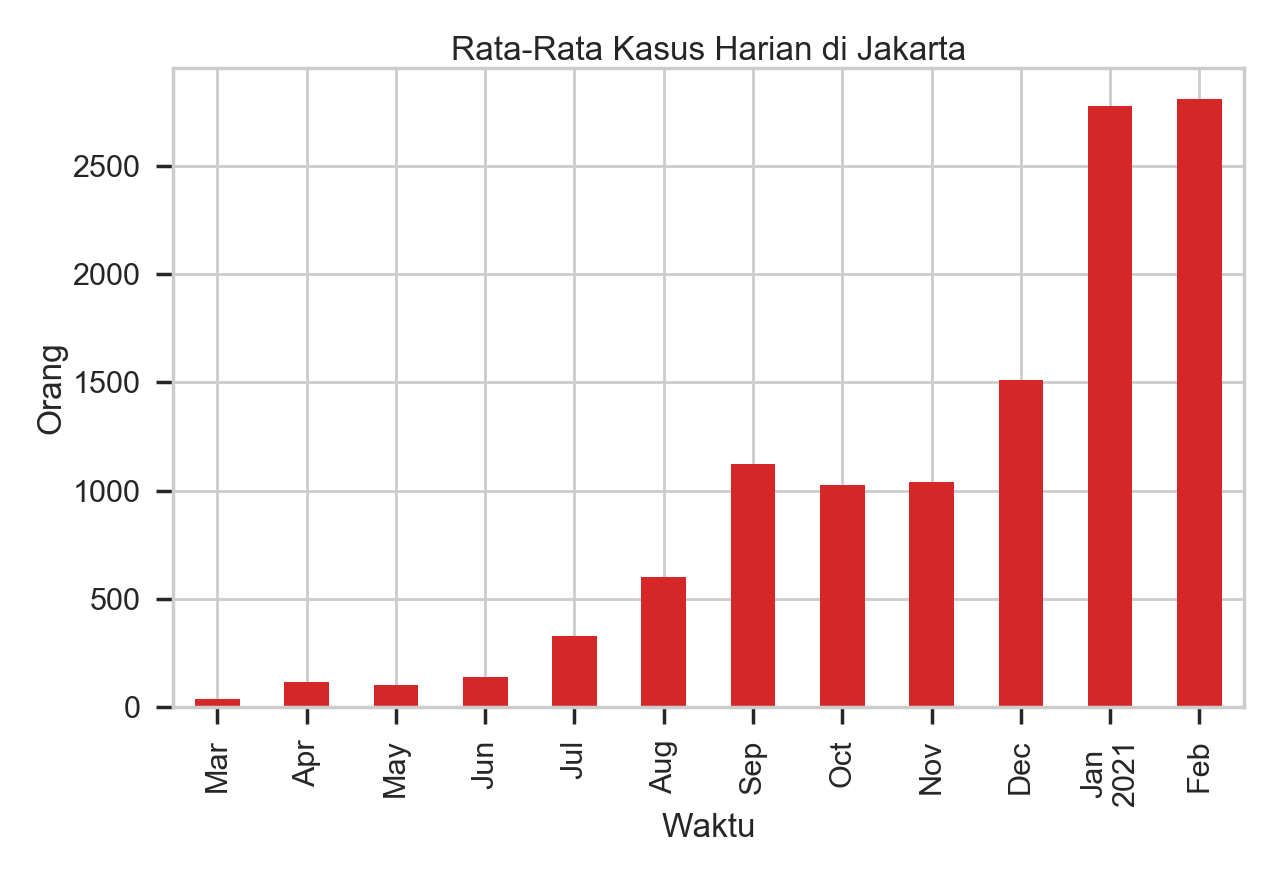 Rata-Rata Kasus Harian di Jakarta
Orang
2500
2000
1500
1000
500
0
Mar
Apr
May
Jun
Jul
Aug
Sep
Oct
Nov
Dec
Jan
2021
Feb
Waktu